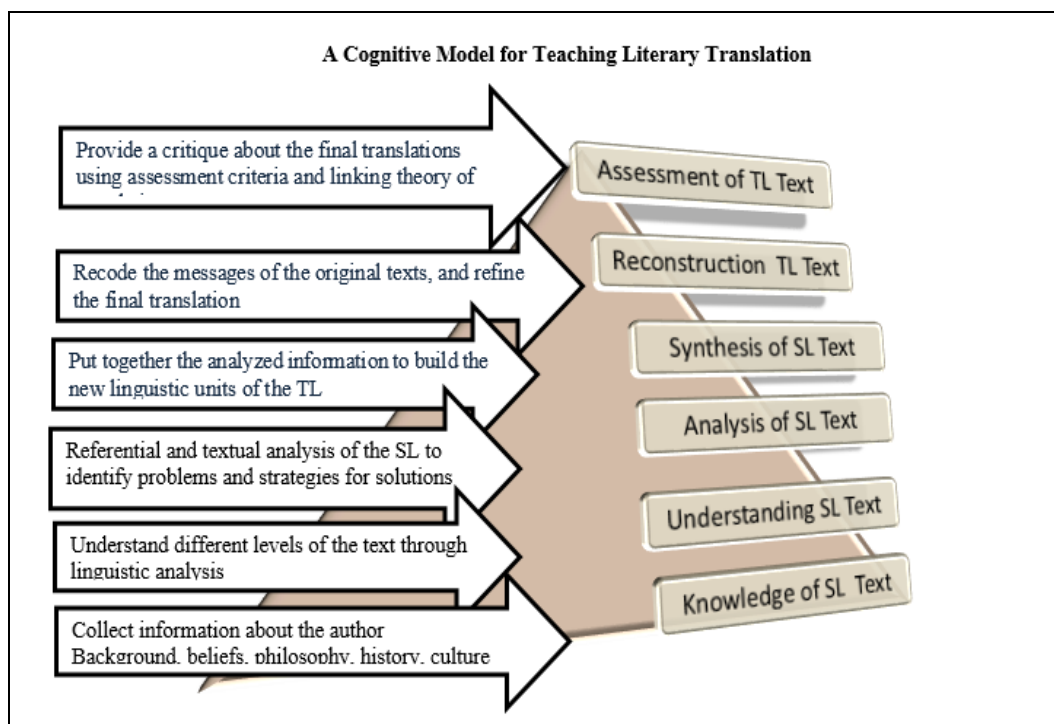 A Cognitive Model for Teaching Literary Translation
Provide a critique about the final translations
using assessment criteria and linking theory of
Assessment of TL Text
Recode the messages of the original texts, and refine
the final translation
Reconstruction TL Text
Put together the analyzed information to build the
new linguistic units of the TL
Synthesis of SL Text
Referential and textual analysis of the SL to
identify problems and strategies for solutions
Analysis of SL Text
Understand different levels of the text through
linguistic analysis
Understanding SL Text
Collect information about the author
Background, beliefs, philosophy, history, culture
Knowledge of SL Text